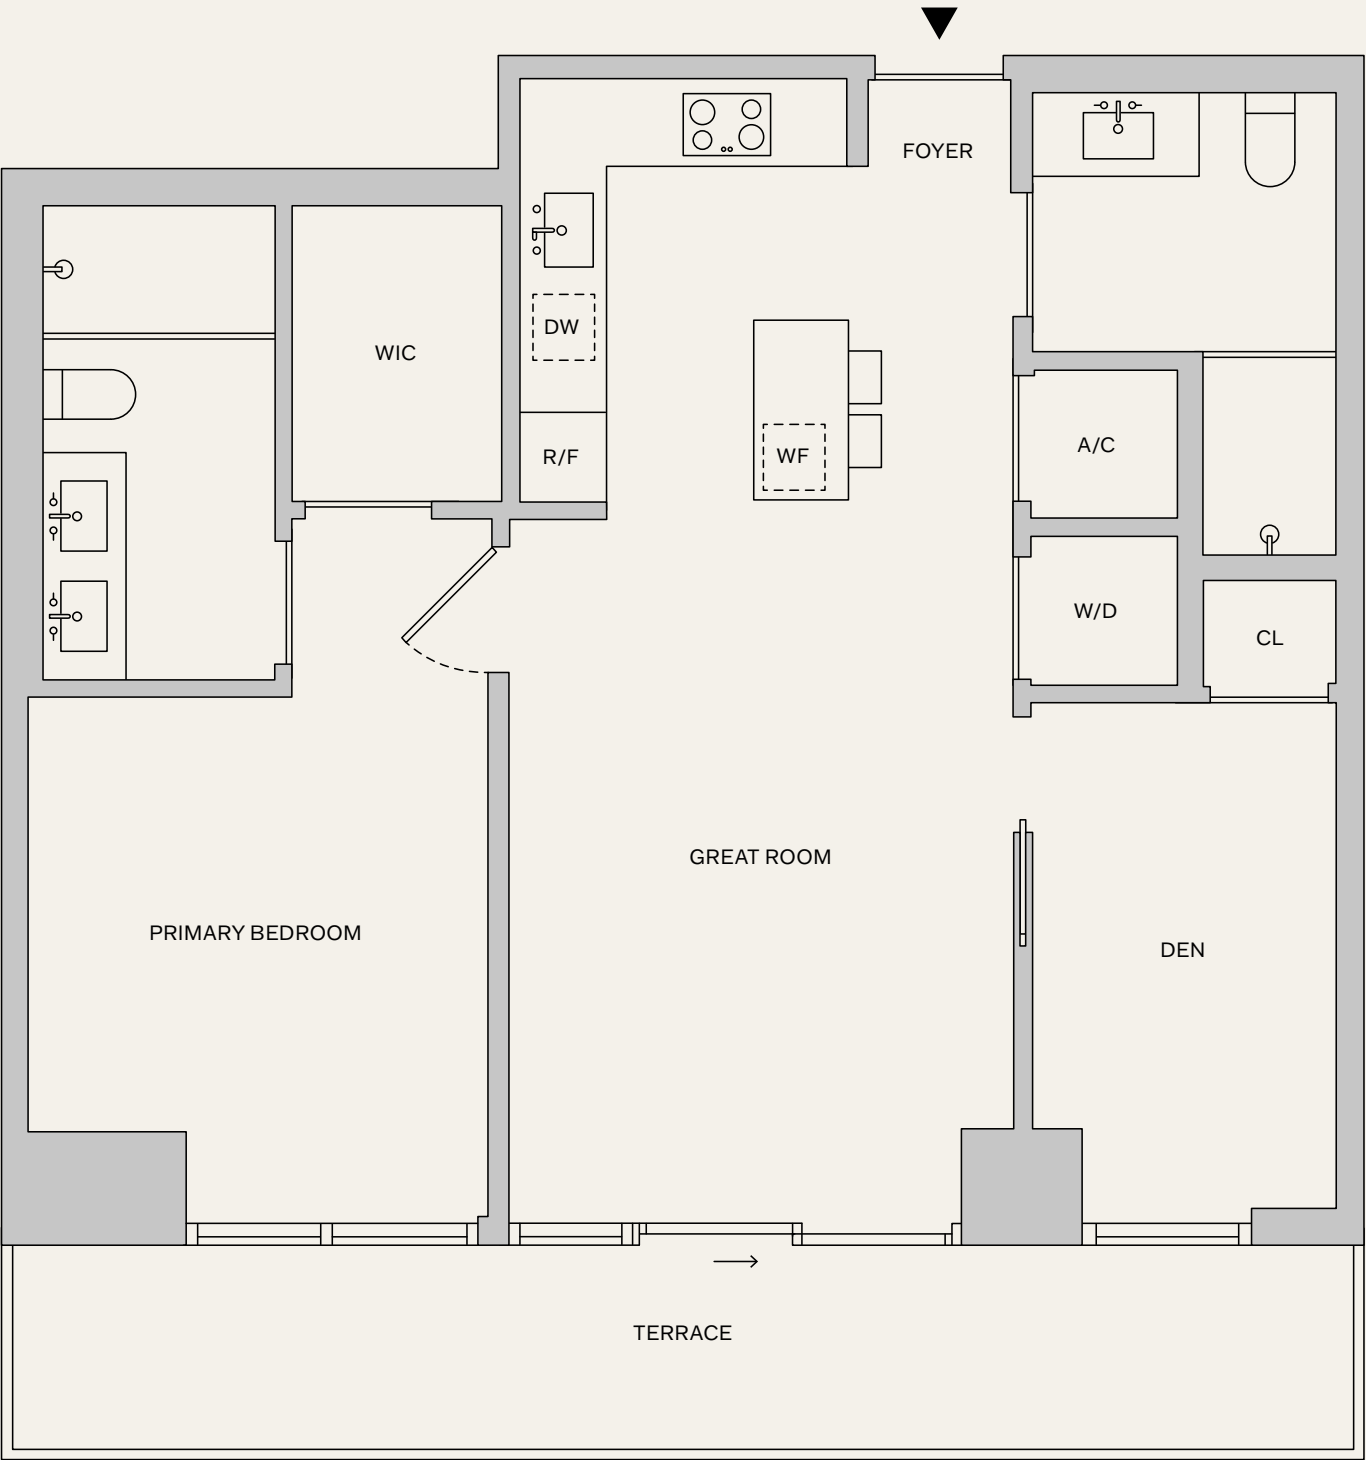 FOYER
DW
WIC
A/C
WF
R/F
W/D
CL
GREAT ROOM
PRIMARY BEDROOM
DEN
TERRACE